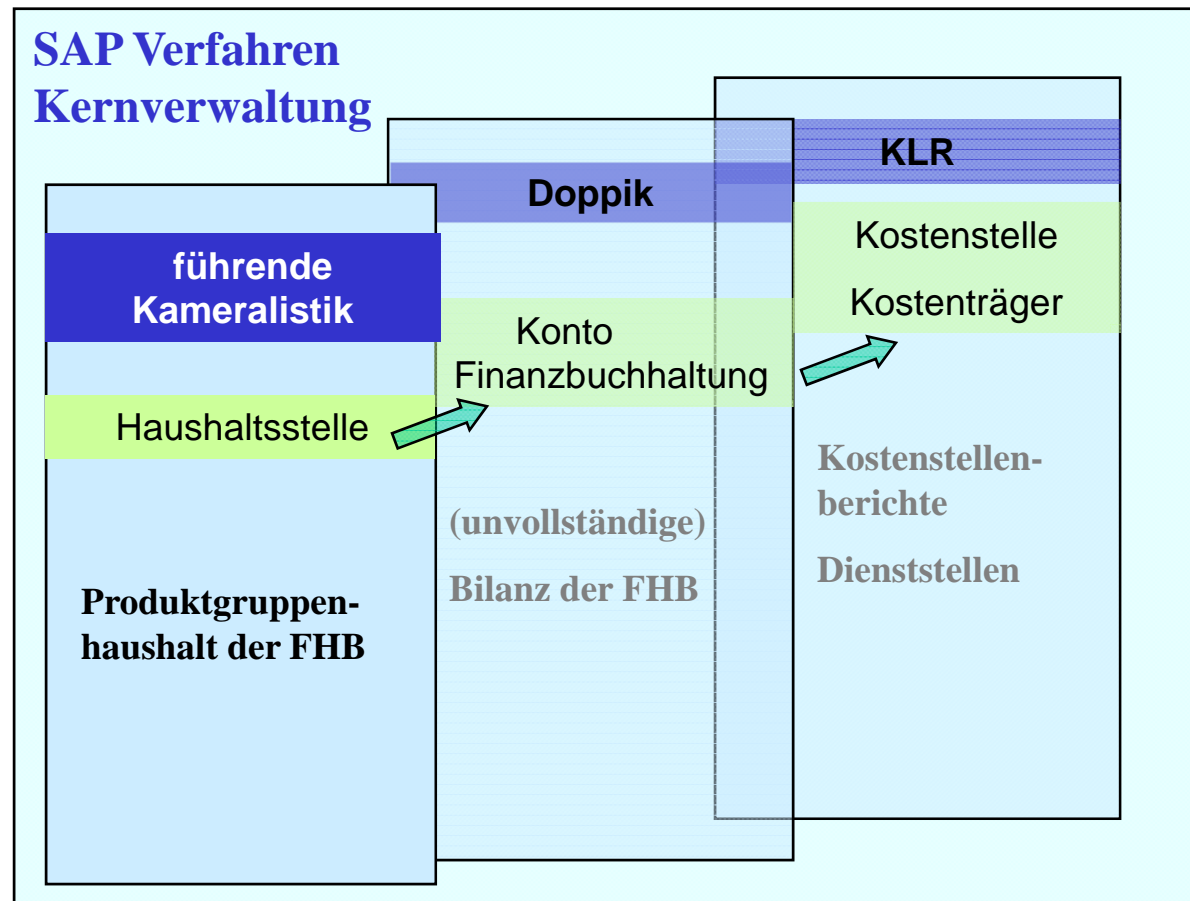 SAP Verfahren
Kernverwaltung
führende
Kameralistik
Haushaltsstelle
Produktgruppen-
haushalt der FHB
Doppik
Konto
Finanzbuchhaltung
(unvollständige)
Bilanz der FHB
KLR
Kostenstelle
Kostenträger
Kostenstellen-
berichte
Dienststellen